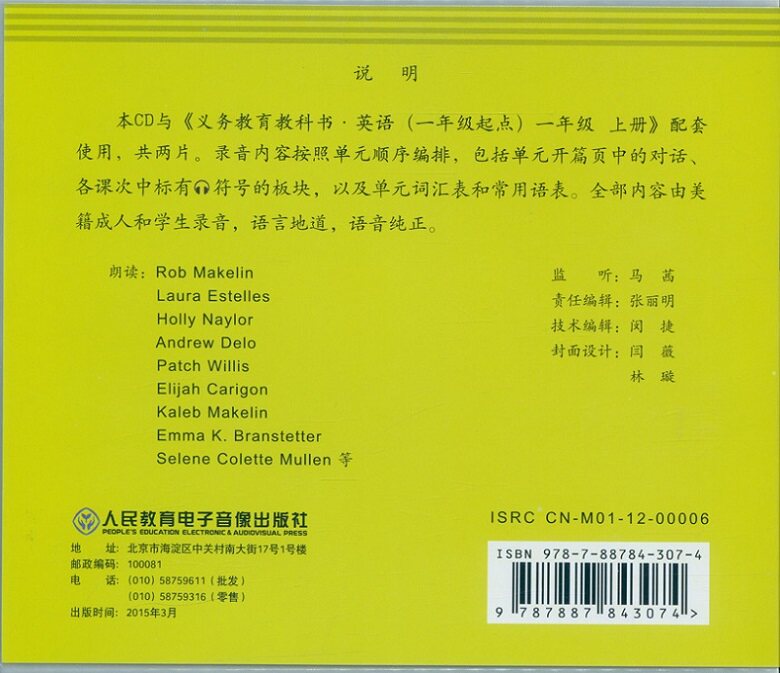 说 明
本CD与《义务教育教科书·英语（一年级起点）一年级 上册》配套
使用，共两片。录音内容按照单元顺序编排，包括单元开篇页中的对话、
各课次中标有🎧符号的板块，以及单元词汇表和常用语表。全部内容由美
籍成人和学生录音，语言地道，语音纯正。
朗读：Rob Makelin
Laura Estelles
Holly Naylor
Andrew Delo
Patch Willis
Elijah Carigon
Kaleb Makelin
Emma K. Branstetter
Selene Colette Mullen 等
监 听：马 茜
责任编辑：张丽明
技术编辑：闵 捷
封面设计：闫 薇
林 璇
人民教育电子音像出版社
PEOPLE'S EDUCATION ELECTRONIC & AUDIOVISUAL PRESS
地 址：北京市海淀区中关村南大街17号1号楼
邮政编码：100081
电 话：(010) 58759611（批发）
(010) 58759316（零售）
出版时间：2015年3月
ISRC CN-M01-12-00006
ISBN 978-7-88784-307-4
9 787887 843074 >